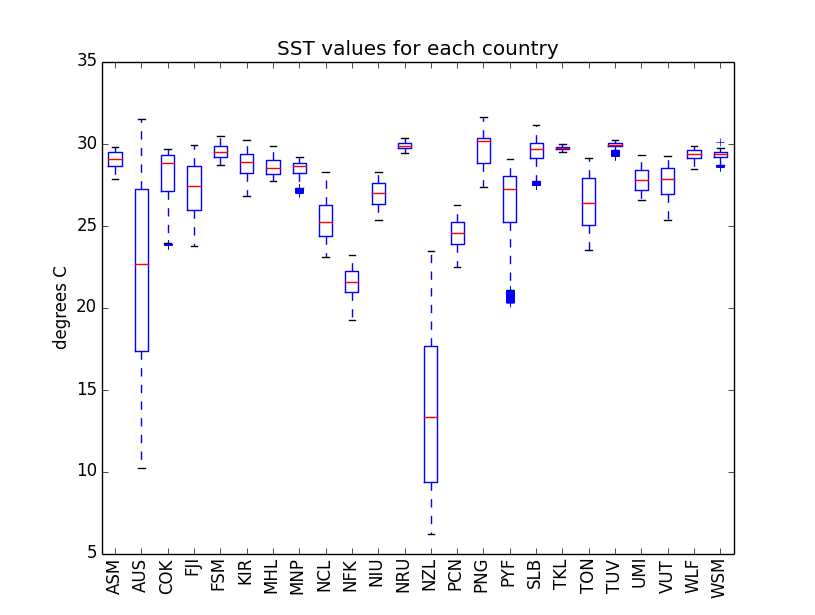 SST values for each country
35
30
25
20
15
10
5
degrees C
ASM
AUS
COK
FJI
FSM
KIR
MHL
MNP
NCL
NFK
NIU
NRU
NZL
PCN
PNG
PYF
SLB
TKL
TON
TUV
UMI
VUT
WLF
WSM